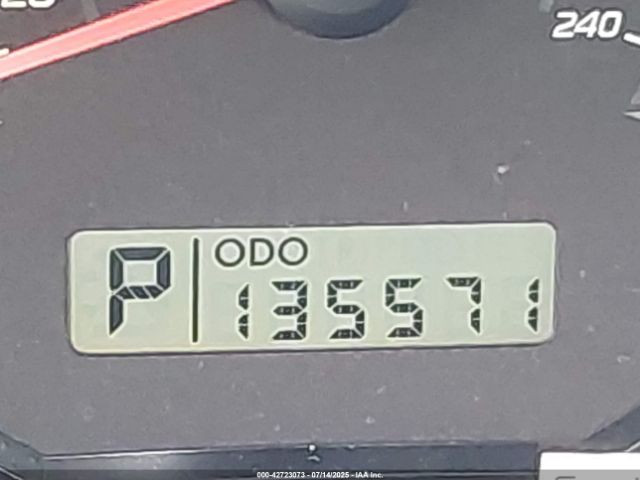 240
P ODO
135571
000-42723073 - 07/14/2025 - IAA Inc.